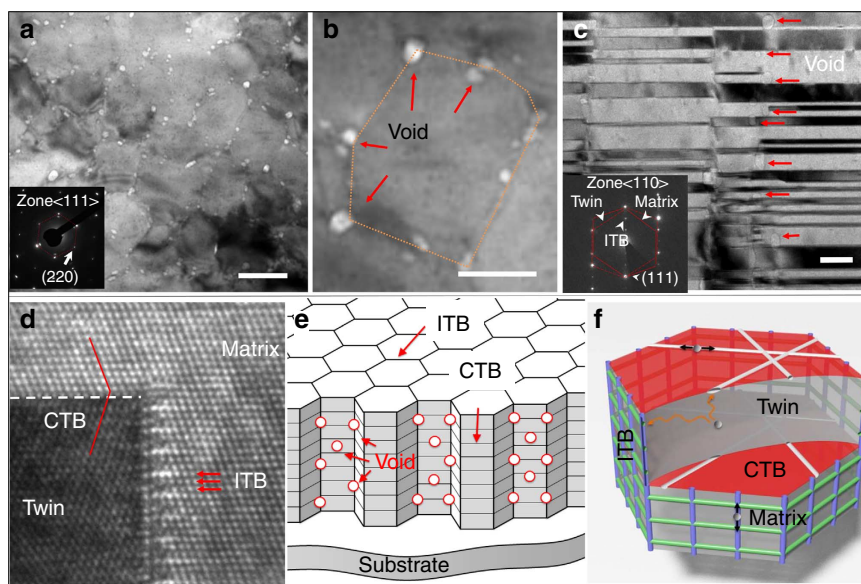 a
Zone<111>
(220)
b
Void
c
Void
Zone<110>
Twin
Matrix
ITB
(111)
d
Matrix
CTB
ITB
Twin
e
ITB
CTB
Void
Substrate
f
Twin
ITB
CTB
Matrix